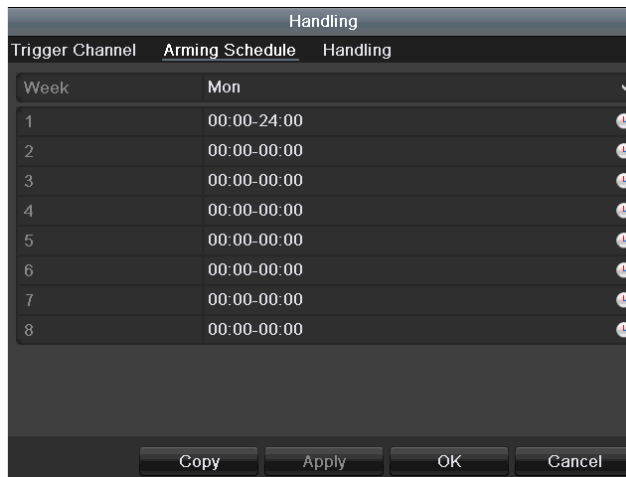 Handling
Trigger Channel Arming Schedule Handling
Week Mon
1 00:00-24:00
2 00:00-00:00
3 00:00-00:00
4 00:00-00:00
5 00:00-00:00
6 00:00-00:00
7 00:00-00:00
8 00:00-00:00
Copy Apply OK Cancel